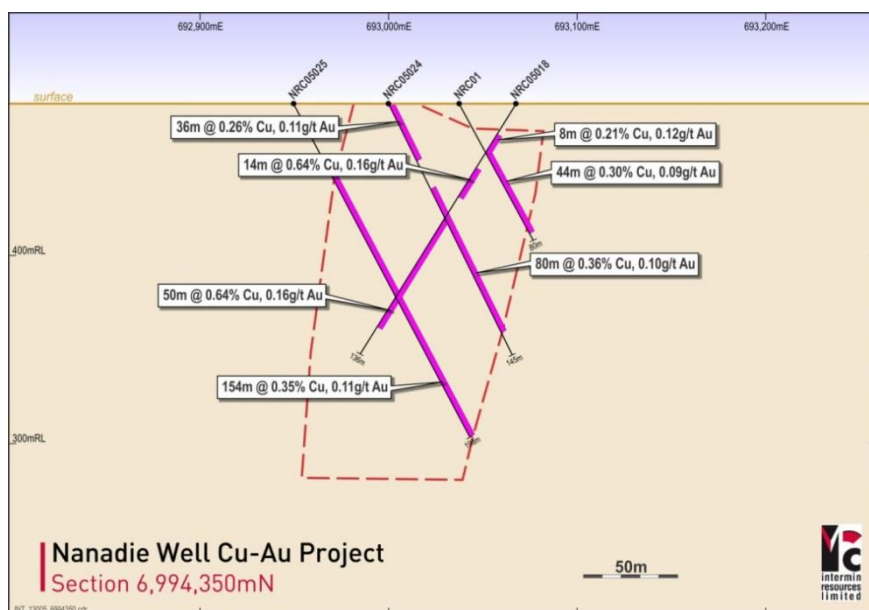 692,900mE 693,000mE 693,100mE 693,200mE
NRC05025 NRC05024 NRC01 NRC05018
surface
36m @ 0.26% Cu, 0.11g/t Au
8m @ 0.21% Cu, 0.12g/t Au
14m @ 0.64% Cu, 0.16g/t Au
44m @ 0.30% Cu, 0.09g/t Au
80m
400mRL
80m @ 0.36% Cu, 0.10g/t Au
50m @ 0.64% Cu, 0.16g/t Au
136m
145m
154m @ 0.35% Cu, 0.11g/t Au
300mRL
Nanadie Well Cu-Au Project
Section 6,994,350mN
50m
intermin
resources
limited